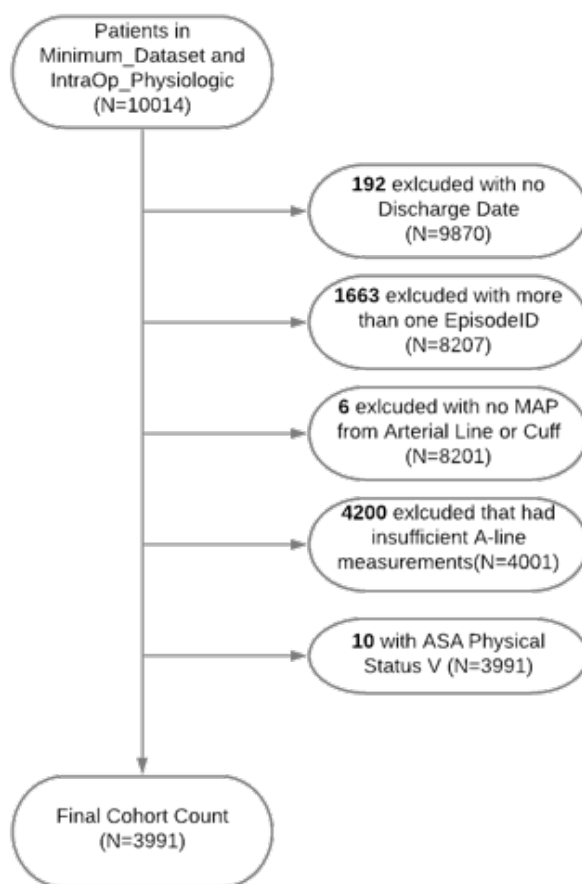 Patients in
Minimum_Dataset and
IntraOp_Physiologic
(N=10014)
192 exlcuded with no
Discharge Date
(N=9870)
1663 exlcuded with more
than one EpisodeID
(N=8207)
6 exlcuded with no MAP
from Arterial Line or Cuff
(N=8201)
4200 exlcuded that had
insufficient A-line
measurements(N=4001)
10 with ASA Physical
Status V (N=3991)
Final Cohort Count
(N=3991)